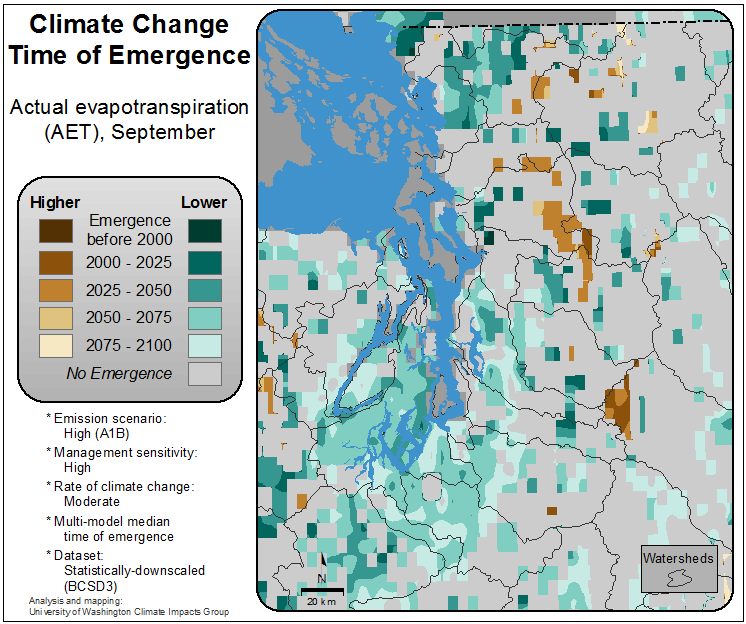 Climate Change
Time of Emergence
Actual evapotranspiration
(AET), September
Higher Lower
Emergence
before 2000
2000 - 2025
2025 - 2050
2050 - 2075
2075 - 2100
No Emergence
* Emission scenario:
High (A1B)
* Management sensitivity:
High
* Rate of climate change:
Moderate
* Multi-model median
time of emergence
* Dataset:
Statistically-downscaled
(BCSD3)
Analysis and mapping:
University of Washington Climate Impacts Group
N
20 km
Watersheds